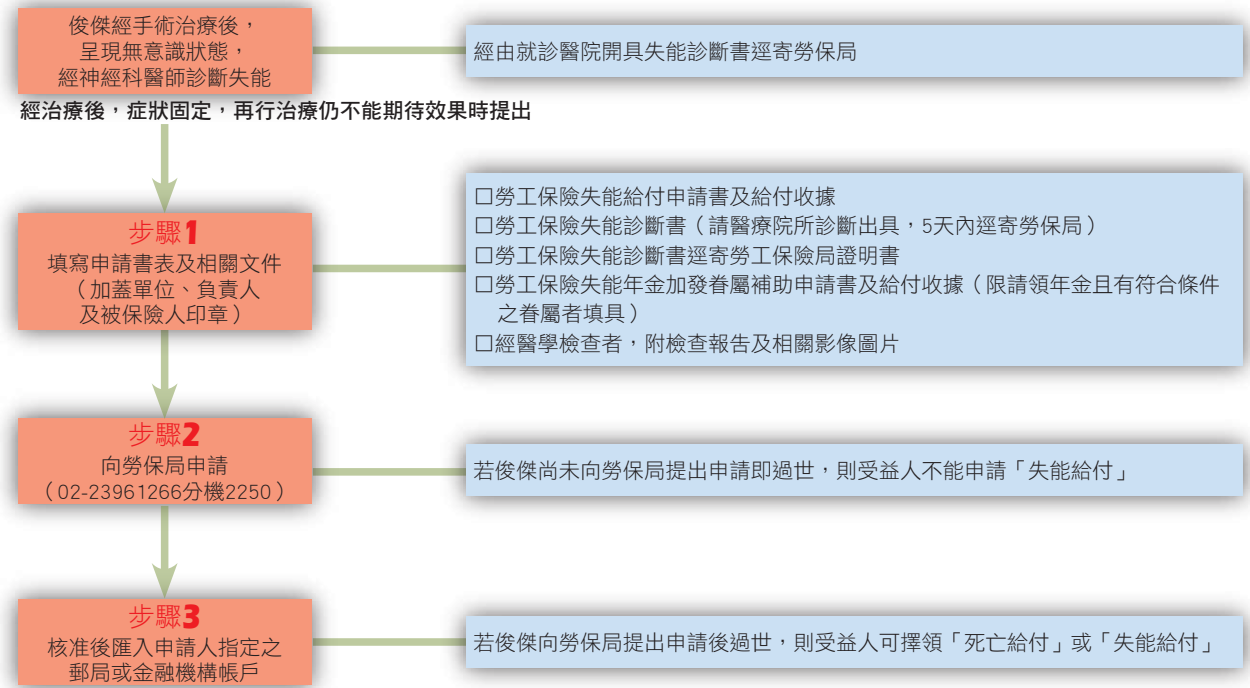 俊傑經手術治療後，
呈現無意識狀態，
經神經科醫師診斷失能
經由就診醫院開具失能診斷書逕寄勞保局
經治療後，症狀固定，再行治療仍不能期待效果時提出
步驟1
填寫申請書表及相關文件
（加蓋單位、負責人
及被保險人印章）
□勞工保險失能給付申請書及給付收據
□勞工保險失能診斷書（請醫療院所診斷出具，5天內逕寄勞保局）
□勞工保險失能診斷書逕寄勞工保險局證明書
□勞工保險失能年金加發眷屬補助申請書及給付收據（限請領年金且有符合條件
之眷屬者填具）
□經醫學檢查者，附檢查報告及相關影像圖片
步驟2
向勞保局申請
（02-23961266分機2250）
若俊傑尚未向勞保局提出申請即過世，則受益人不能申請「失能給付」
步驟3
核准後匯入申請人指定之
郵局或金融機構帳戶
若俊傑向勞保局提出申請後過世，則受益人可擇領「死亡給付」或「失能給付」